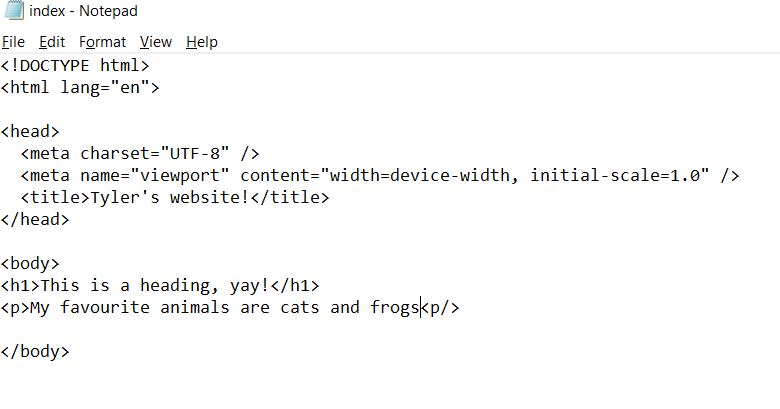 index - Notepad
File Edit Format View Help
<!DOCTYPE html>
<html lang="en">
<head>
<meta charset="UTF-8" />
<meta name="viewport" content="width=device-width, initial-scale=1.0" />
<title>Tyler's website!</title>
</head>
<body>
<h1>This is a heading, yay!</h1>
<p>My favourite animals are cats and frogs<p/>
</body>